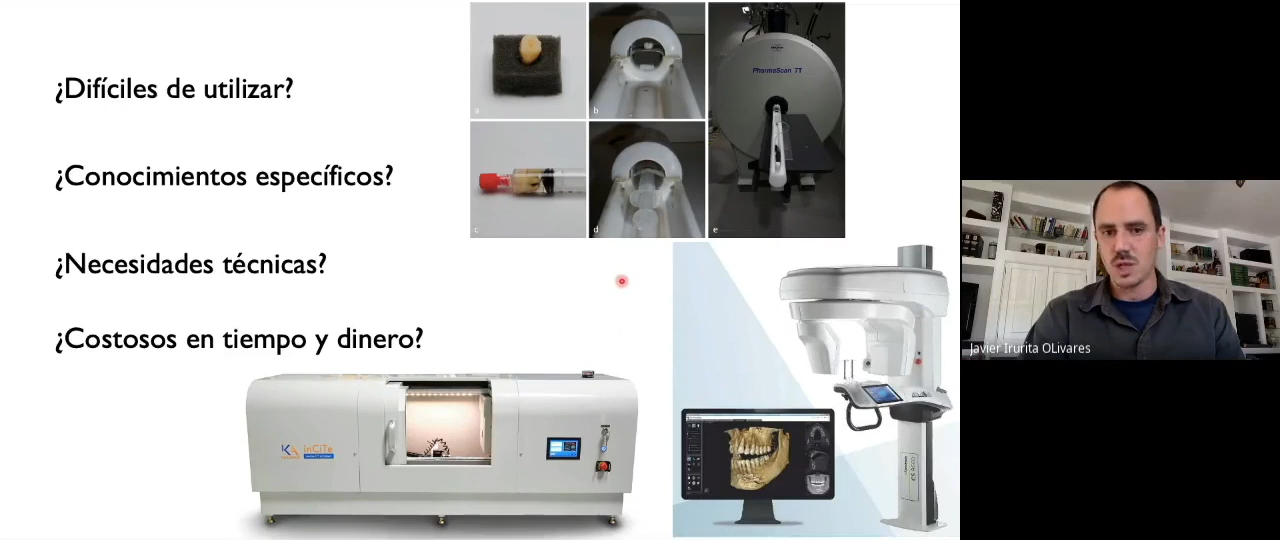 ¿Difíciles de utilizar?
¿Conocimientos específicos?
¿Necesidades técnicas?
¿Costosos en tiempo y dinero?
a
b
c
d
e
PharmaScan 7T
inCiTe
Javier Irurita OLivares